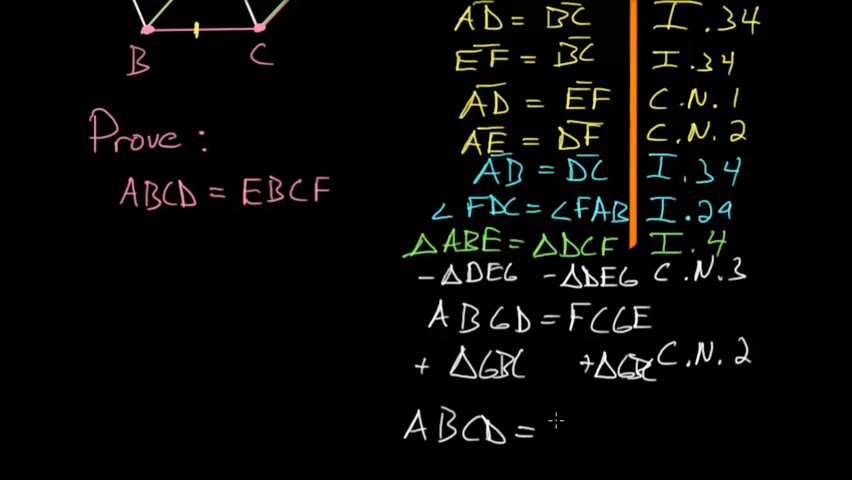 B C
Prove :
ABCD = EBCF
AD = BC I.34
EF = BC I.34
AD = EF C.N.1
AE = DF C.N.2
AB = DC I.34
∠FDC = ∠FAB I.29
△ABE = △DCF I.4
-△DEG -△DEG C.N.3
ABGD = FCGE
+ △GBC +△GBC C.N.2
ABCD =